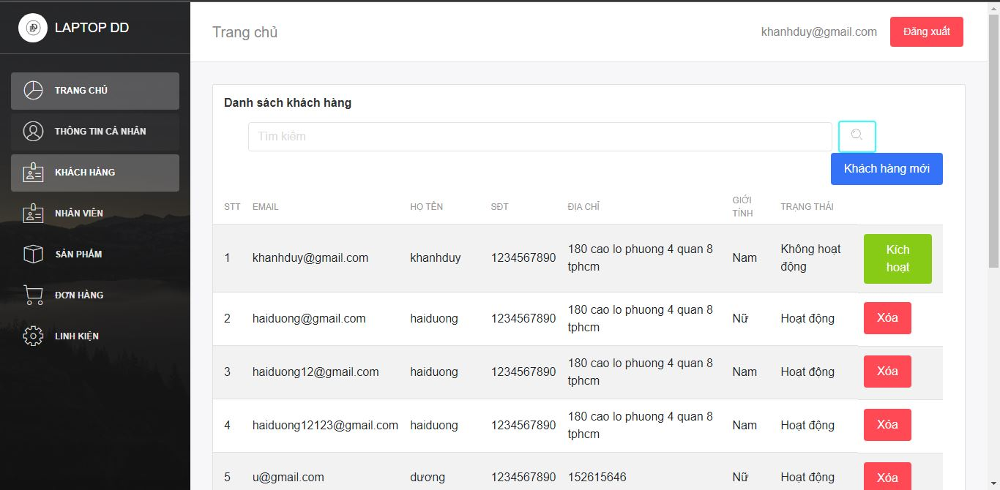 LAPTOP DD
Trang chủ
khanhduy@gmail.com
Đăng xuất
TRANG CHỦ
THÔNG TIN CÁ NHÂN
KHÁCH HÀNG
NHÂN VIÊN
SẢN PHẨM
ĐƠN HÀNG
LINH KIỆN
Danh sách khách hàng
Tìm kiếm
Khách hàng mới
STT EMAIL HỌ TÊN SĐT ĐỊA CHỈ GIỚI TÍNH TRẠNG THÁI
1 khanhduy@gmail.com khanhduy 1234567890 180 cao lo phuong 4 quan 8 tphcm Nam Không hoạt động Kích hoạt
2 haiduong@gmail.com haiduong 1234567890 180 cao lo phuong 4 quan 8 tphcm Nữ Hoạt động Xóa
3 haiduong12@gmail.com haiduong 1234567890 180 cao lo phuong 4 quan 8 tphcm Nam Hoạt động Xóa
4 haiduong12123@gmail.com haiduong 1234567890 180 cao lo phuong 4 quan 8 tphcm Nam Hoạt động Xóa
5 u@gmail.com dương 1234567890 152615646 Nữ Hoạt động Xóa